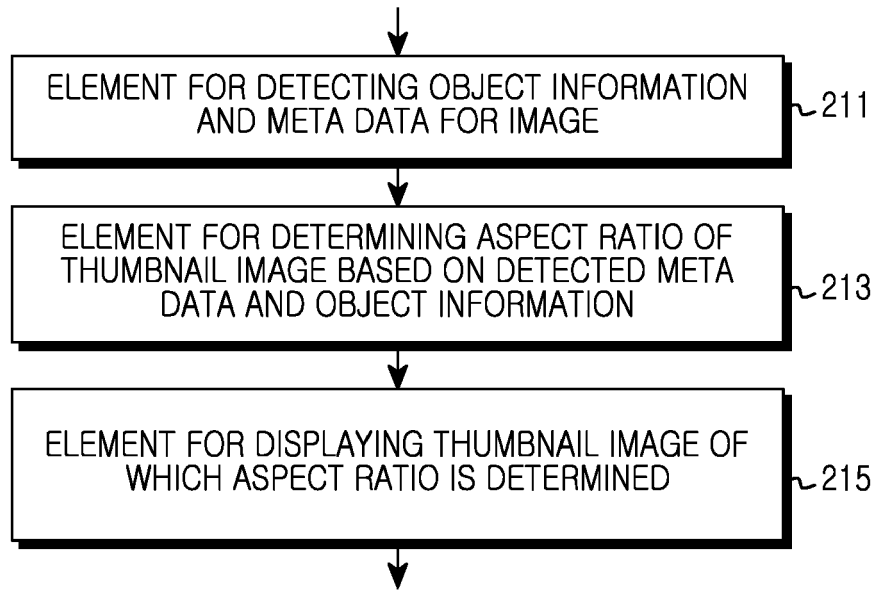 ELEMENT FOR DETECTING OBJECT INFORMATION
AND META DATA FOR IMAGE
211
ELEMENT FOR DETERMINING ASPECT RATIO OF
THUMBNAIL IMAGE BASED ON DETECTED META
DATA AND OBJECT INFORMATION
213
ELEMENT FOR DISPLAYING THUMBNAIL IMAGE OF
WHICH ASPECT RATIO IS DETERMINED
215